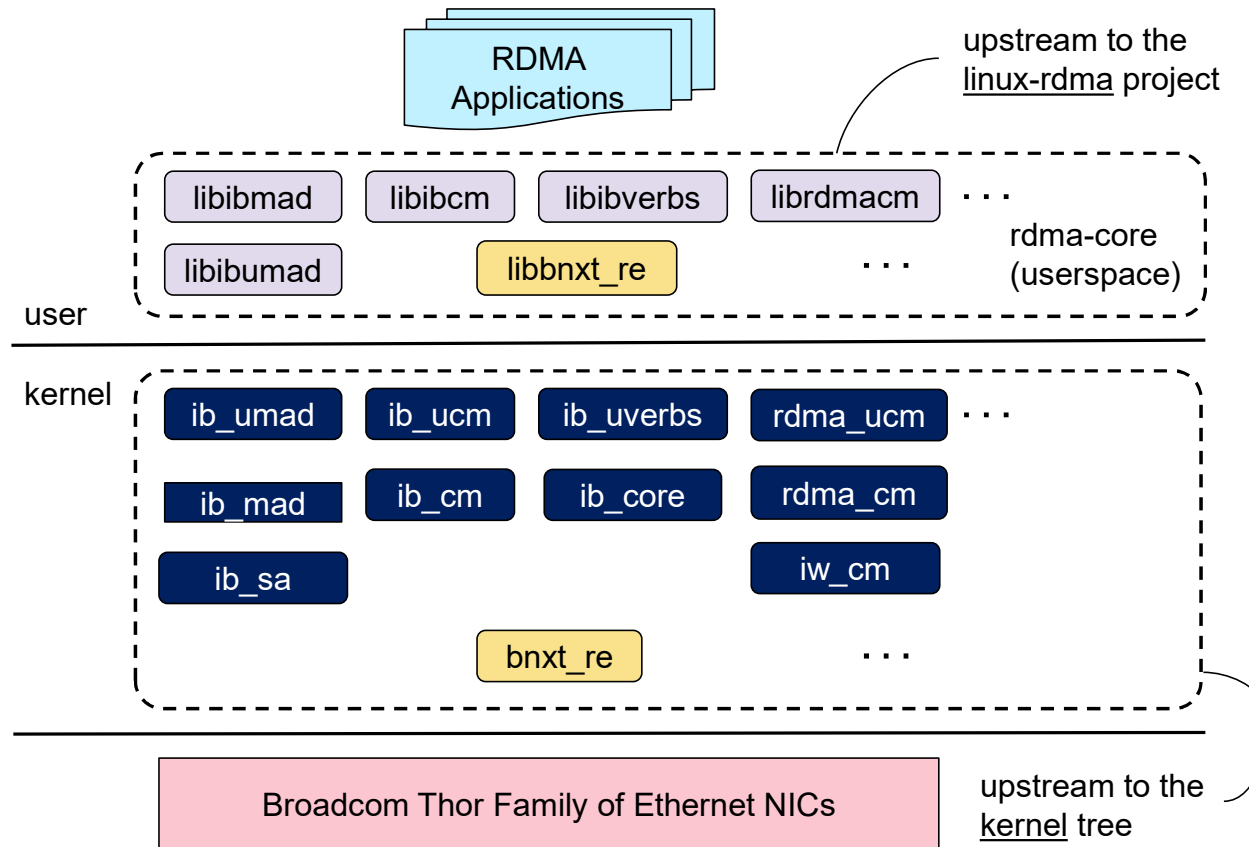 RDMA
Applications
upstream to the
linux-rdma project
libibmad
libibcm
libibverbs
librdmacm
. . .
libibumad
libbnxt_re
. . .
rdma-core
(userspace)
user
kernel
ib_umad
ib_ucm
ib_uverbs
rdma_ucm
. . .
ib_mad
ib_cm
ib_core
rdma_cm
ib_sa
iw_cm
bnxt_re
. . .
Broadcom Thor Family of Ethernet NICs
upstream to the
kernel tree